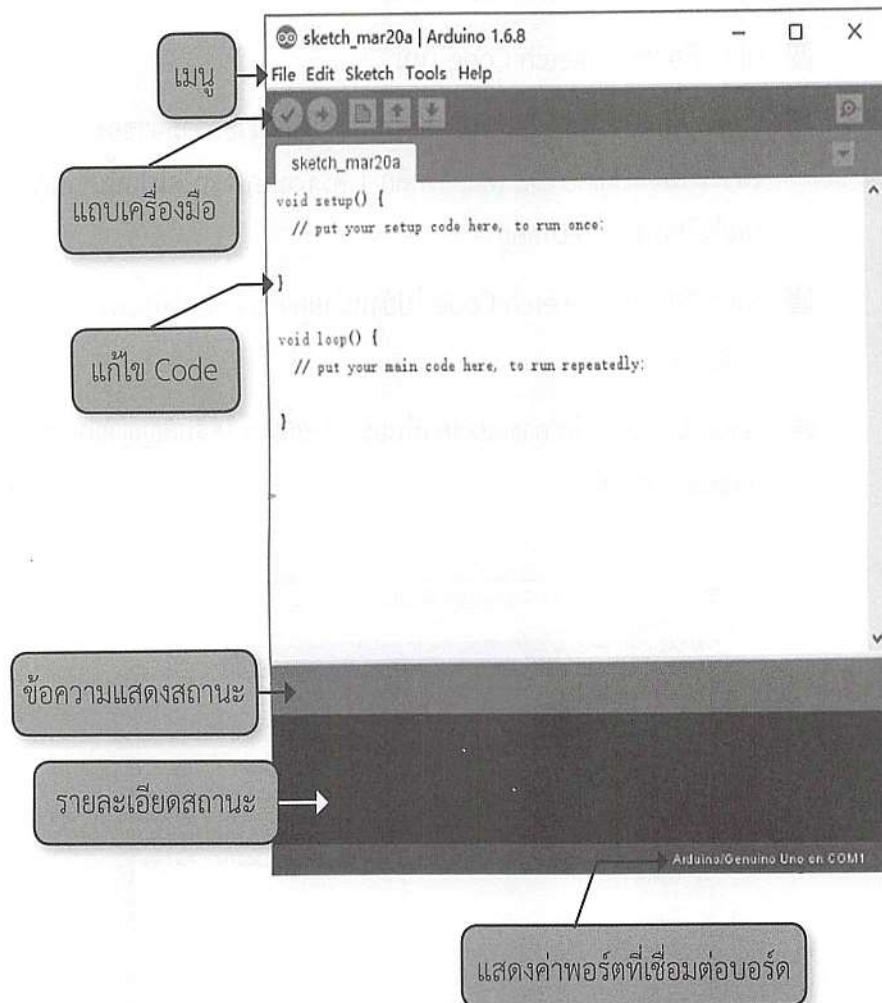 sketch_mar20a | Arduino 1.6.8
เมนู
File Edit Sketch Tools Help
sketch_mar20a
แถบเครื่องมือ
void setup() {
// put your setup code here, to run once:
}
แก้ไข Code
void loop() {
// put your main code here, to run repeatedly:
}
ข้อความแสดงสถานะ
รายละเอียดสถานะ
Arduino/Genuino Uno on COM1
แสดงค่าพอร์ตที่เชื่อมต่อบอร์ด